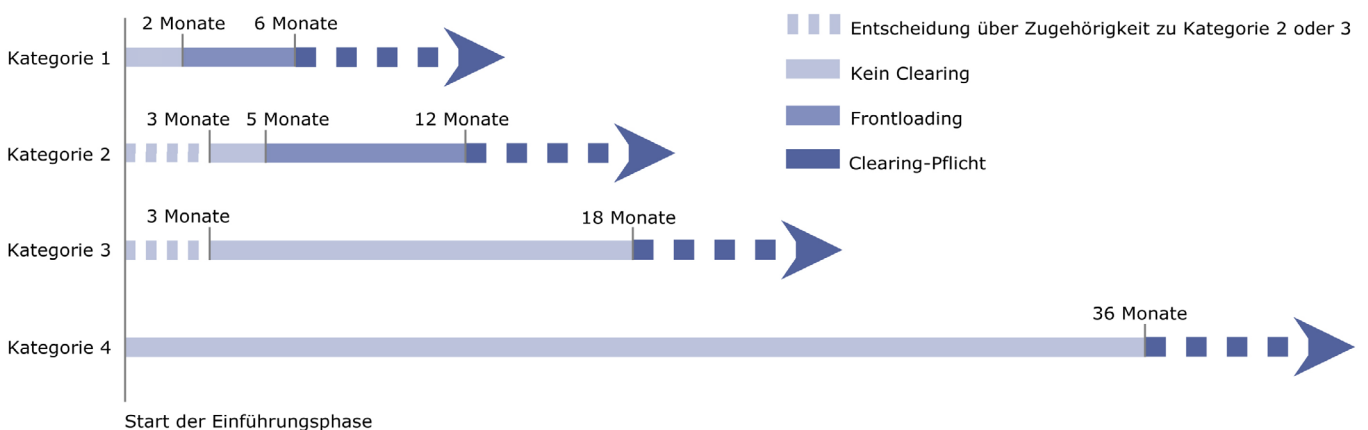 2 Monate 6 Monate
Kategorie 1
3 Monate 5 Monate 12 Monate
Kategorie 2
3 Monate 18 Monate
Kategorie 3
36 Monate
Kategorie 4
Start der Einführungsphase
Entscheidung über Zugehörigkeit zu Kategorie 2 oder 3
Kein Clearing
Frontloading
Clearing-Pflicht